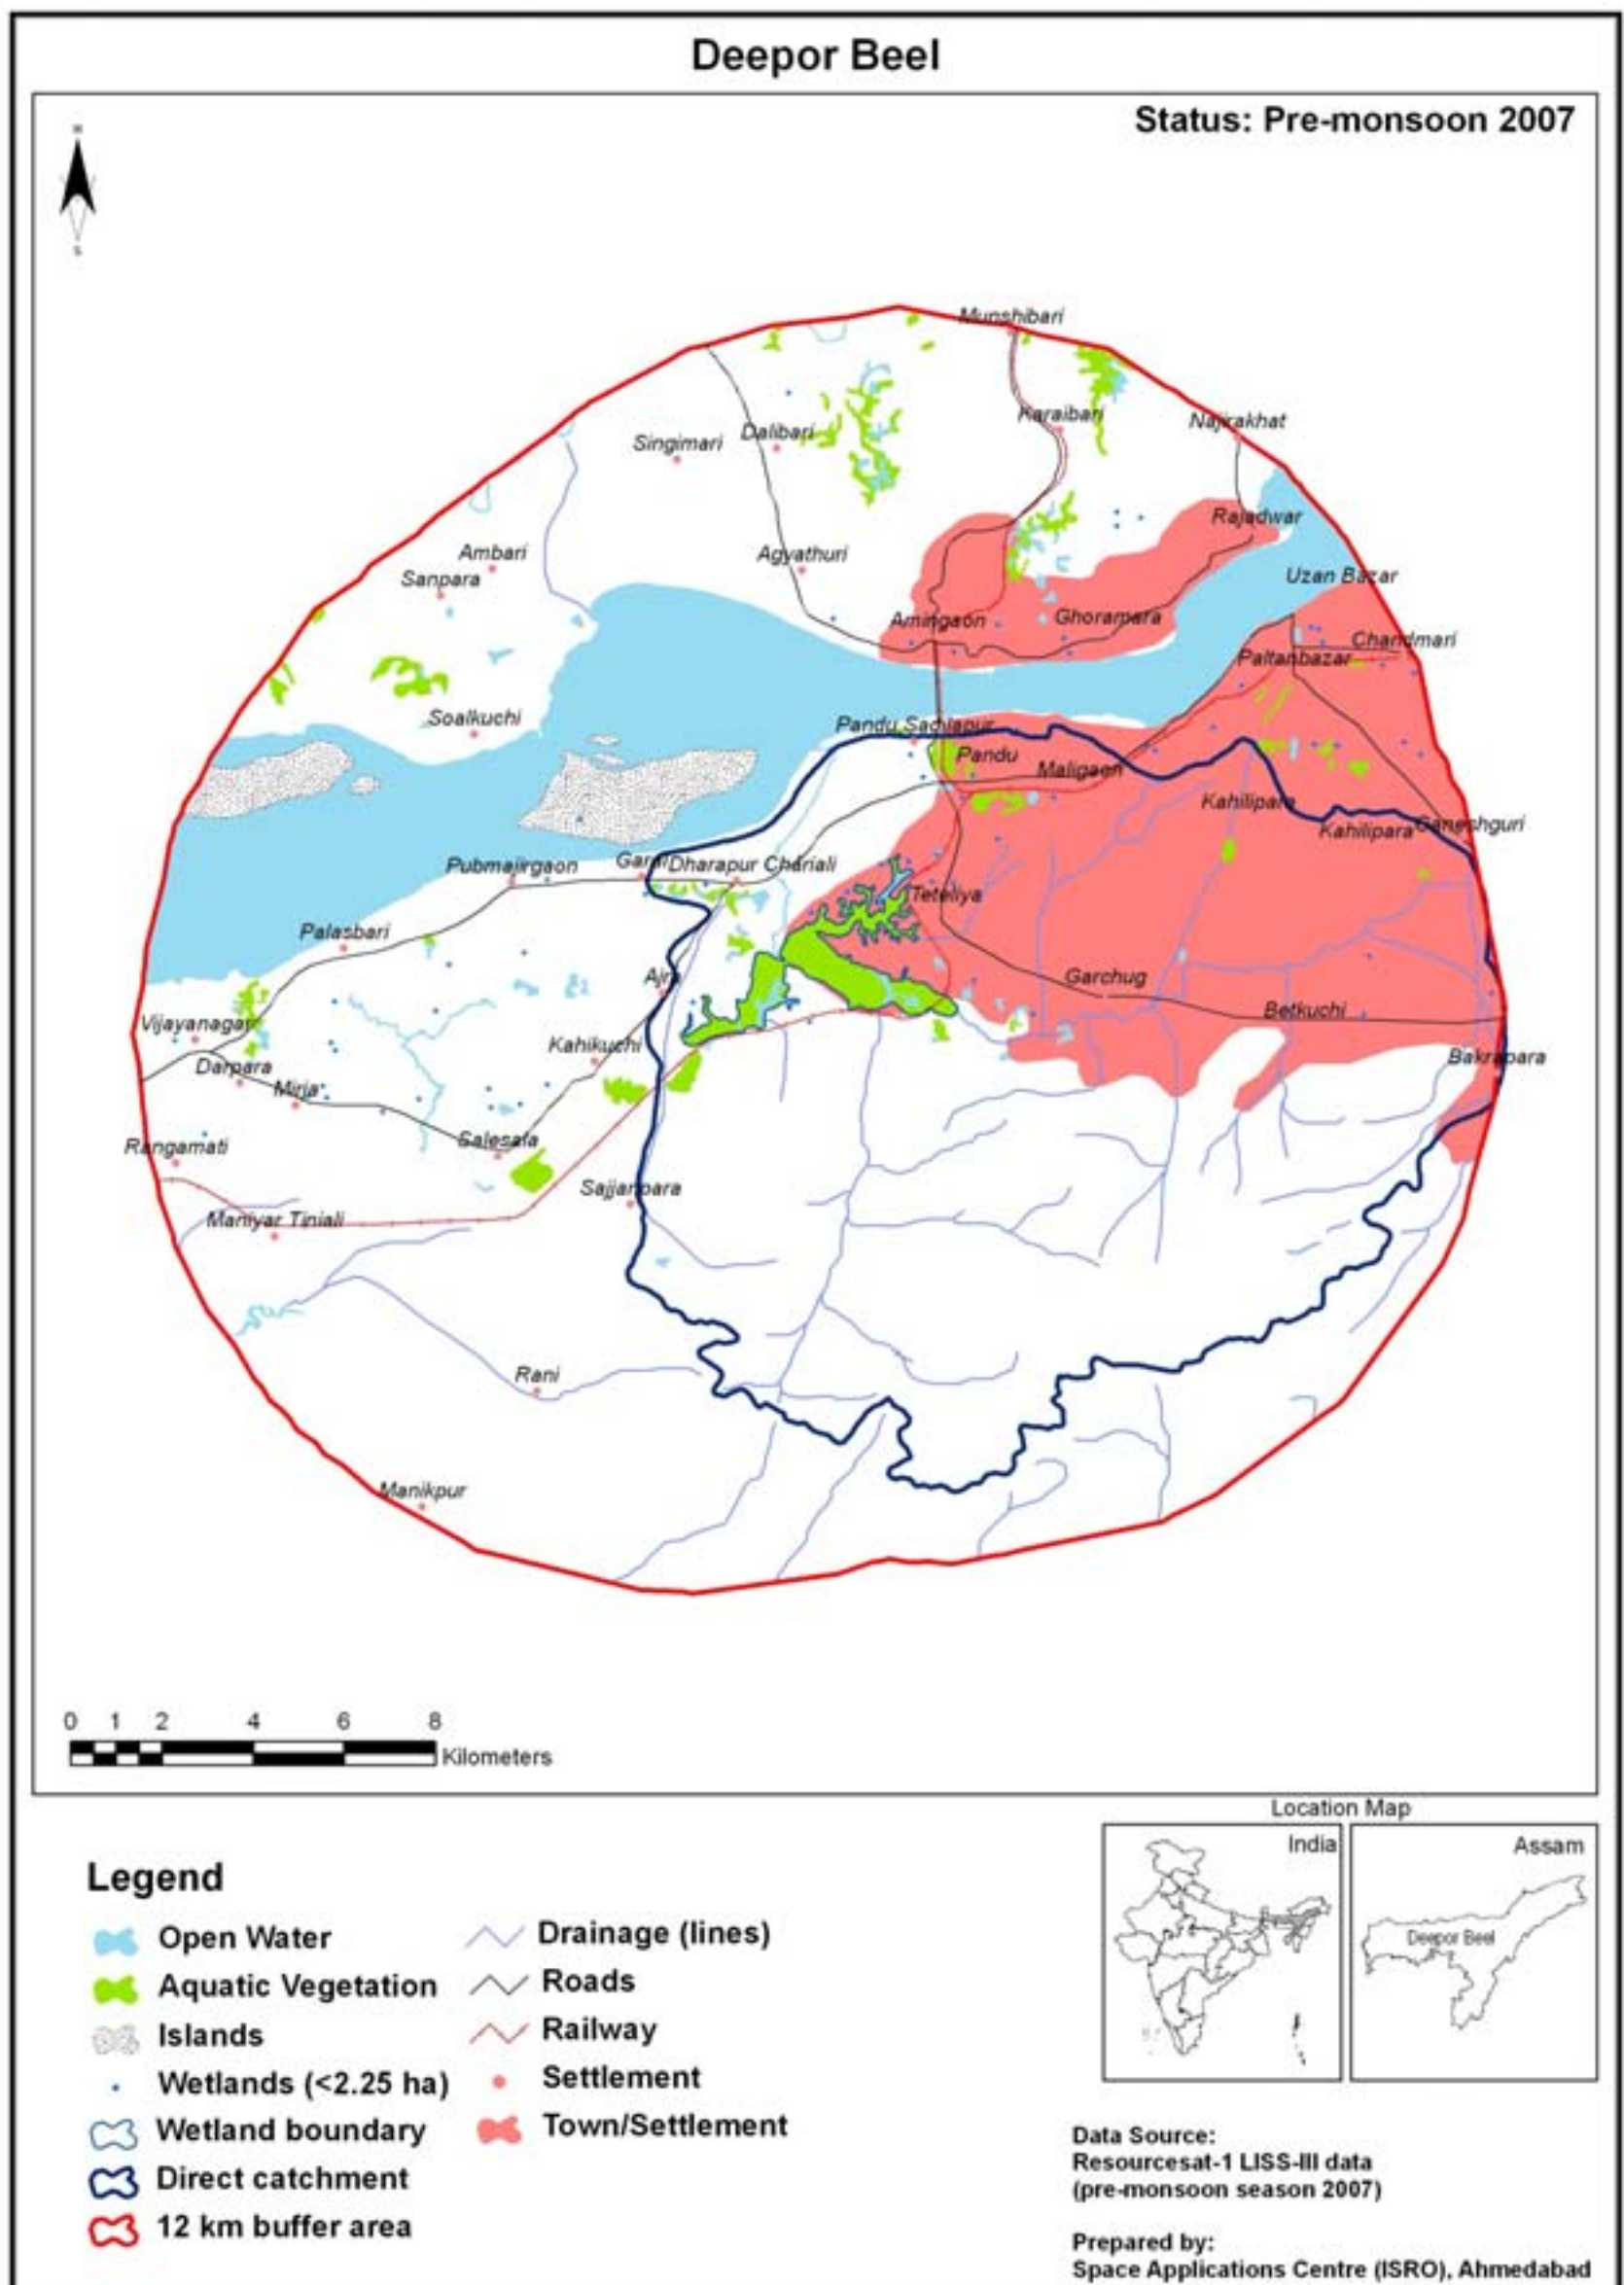 Deepor Beel
Status: Pre-monsoon 2007
N
S
Munshibari
Karaibari
Najirakhat
Singimari
Dalibari
Rajadwar
Ambari
Agyathuri
Sanpara
Uzan Bazar
Amingaon
Ghoramara
Chandmari
Paltanbazar
Soalkuchi
Pandu Sadilapur
Pandu
Maligaon
Kahilipara
Kahilipara
Ganeshguri
Pubmajirgaon
Garal
Dharapur Chariali
Teteliya
Palasbari
Ajra
Garchug
Betkuchi
Vijayanagar
Kahikuchi
Bakrapara
Darpara
Mirja
Rangamati
Salesala
Sajjanpara
Maniyar Tiniali
Rani
Manikpur
0 1 2 4 6 8
Kilometers
Location Map
India
Assam
Deepor Beel
Legend
Open Water
Aquatic Vegetation
Islands
Wetlands (<2.25 ha)
Wetland boundary
Direct catchment
12 km buffer area
Drainage (lines)
Roads
Railway
Settlement
Town/Settlement
Data Source:
Resourcesat-1 LISS-III data
(pre-monsoon season 2007)
Prepared by:
Space Applications Centre (ISRO), Ahmedabad